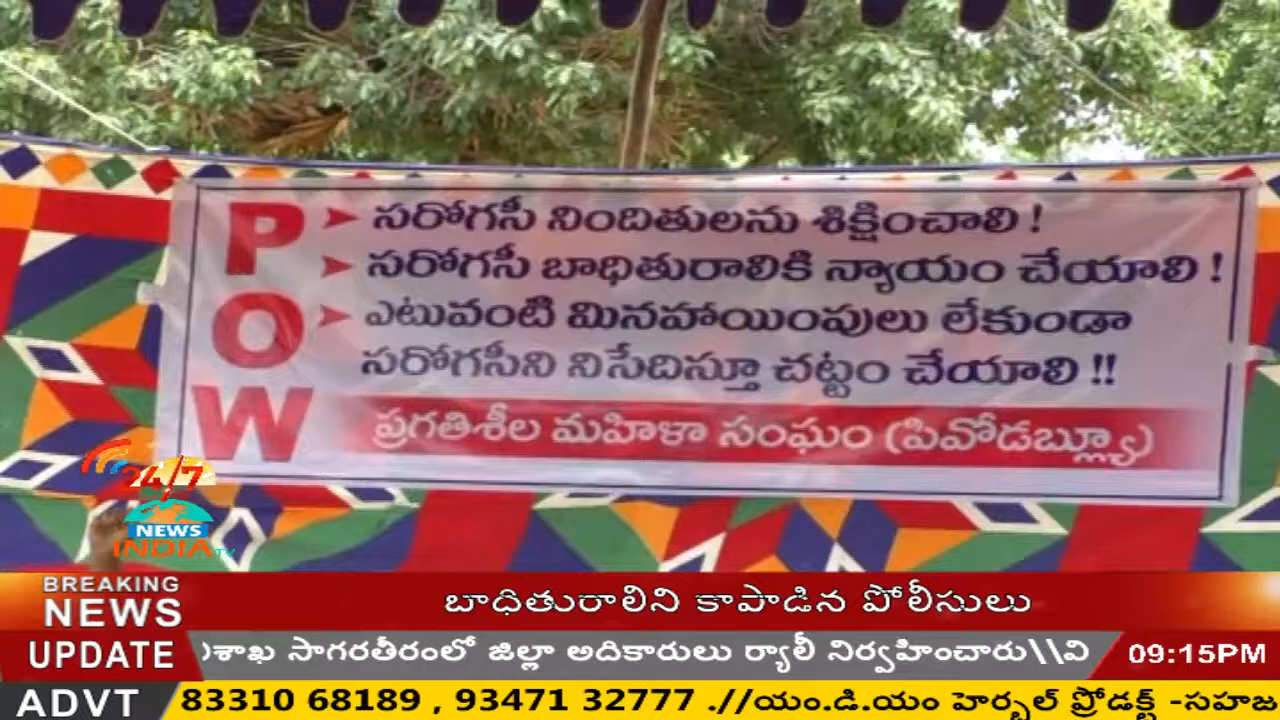 P
O
W
➤ సరోగసీ నిందితులను శిక్షించాలి !
➤ సరోగసీ బాధితురాలికి న్యాయం చేయాలి !
➤ ఎటువంటి మినహాయింపులు లేకుండా
సరోగసీని నిసేదిస్తూ చట్టం చేయాలి !!
ప్రగతిశీల మహిళా సంఘం (పివోడబ్ల్యూ)
24/7
NEWS
INDIA TV
BREAKING
NEWS
UPDATE
బాధితురాలిని కాపాడిన పోలీసులు
శాఖ సాగరతీరంలో జిల్లా అదికారులు ర్యాలీ నిర్వహించారు\\వి
09:15PM
ADVT
83310 68189 , 93471 32777 .//యం.డి.యం హెర్బల్ ప్రోడక్ట్ -సహజ